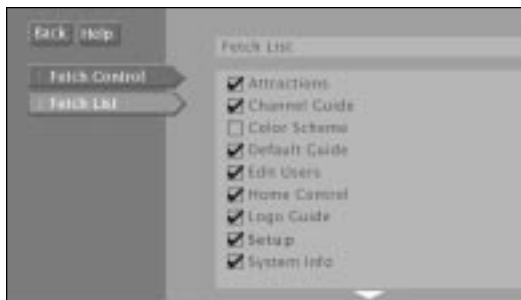 Back Help
Fetch Control
Fetch List
Fetch List
Attractions
Channel Guide
Color Scheme
Default Guide
Edit Users
Home Control
Logo Guide
Setup
System Info